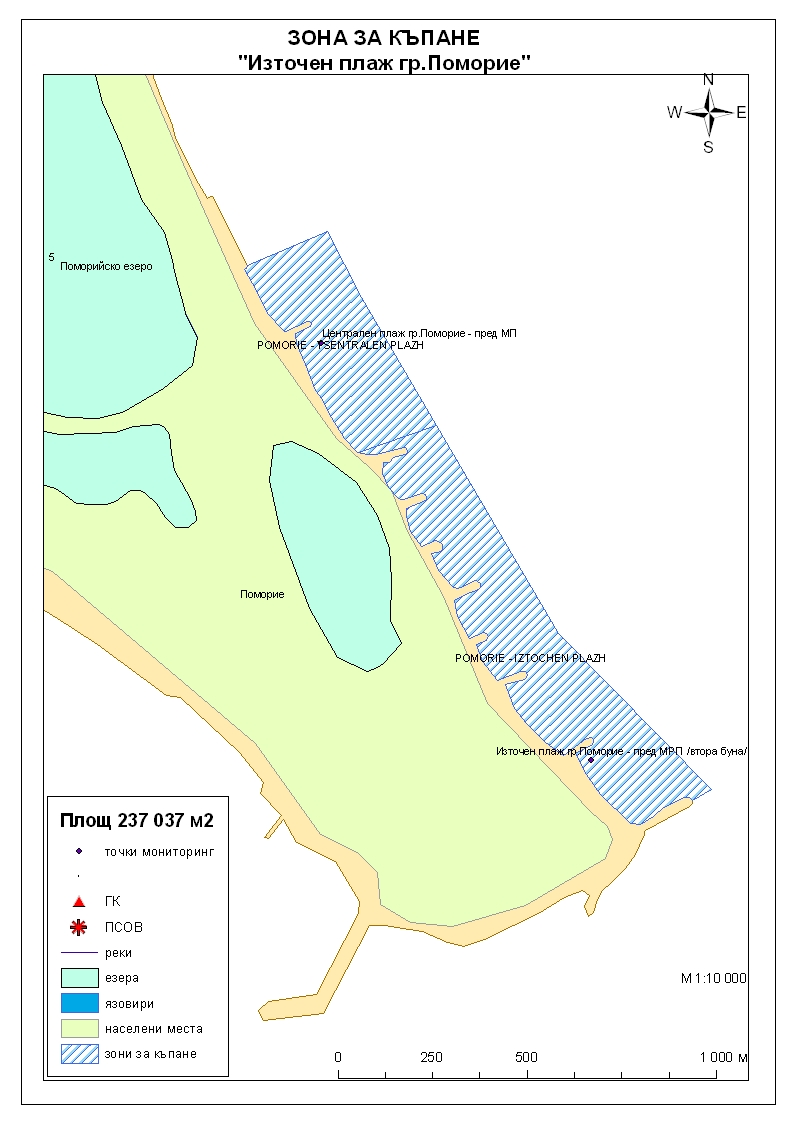 ЗОНА ЗА КЪПАНЕ
"Източен плаж гр.Поморие"
N
W E
S
5
Поморийско езеро
Централен плаж гр.Поморие - пред МП
POMORIE - TSENTRALEN PLAZH
Поморие
POMORIE - IZTOCHEN PLAZH
Източен плаж гр.Поморие - пред МРП /втора буна/
Площ 237 037 м2
точки мониторинг
ГК
ПСОВ
реки
езера
язовири
населени места
зони за къпане
М 1:10 000
0 250 500 1 000 м